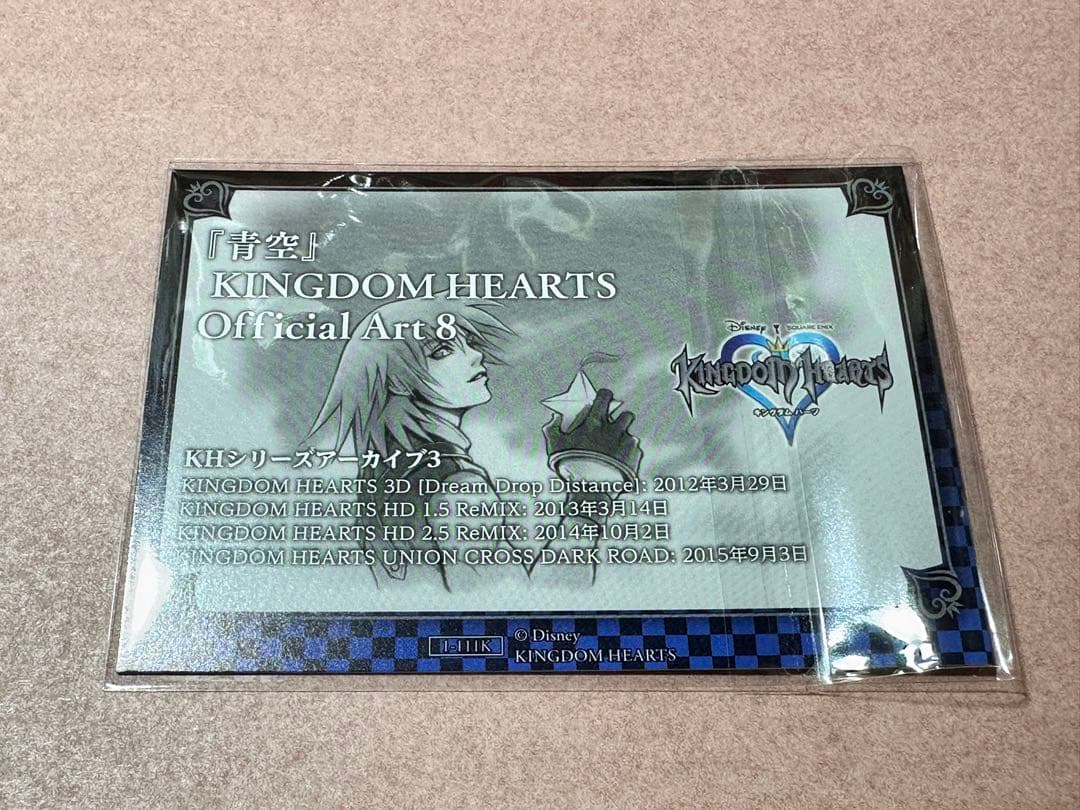 『青空』
KINGDOM HEARTS
Official Art 8
Disney SQUARE ENIX
KINGDOM HEARTS
キングダム ハーツ
KHシリーズアーカイブ3
KINGDOM HEARTS 3D [Dream Drop Distance]: 2012年3月29日
KINGDOM HEARTS HD 1.5 ReMIX: 2013年3月14日
KINGDOM HEARTS HD 2.5 ReMIX: 2014年10月2日
KINGDOM HEARTS UNION CROSS DARK ROAD: 2015年9月3日
1-111K
© Disney
KINGDOM HEARTS